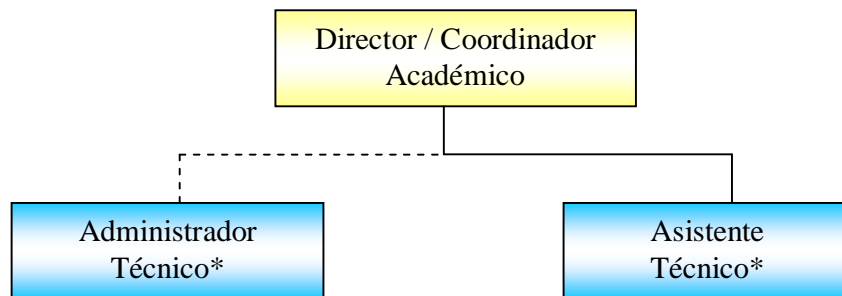 Director / Coordinador
Académico
Administrador
Técnico*
Asistente
Técnico*